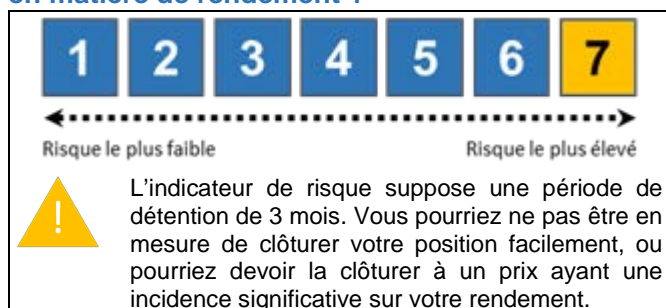 en matière de rendement ?
1 2 3 4 5 6 7
Risque le plus faible Risque le plus élevé
!
L'indicateur de risque suppose une période de
détention de 3 mois. Vous pourriez ne pas être en
mesure de clôturer votre position facilement, ou
pourriez devoir la clôturer à un prix ayant une
incidence significative sur votre rendement.